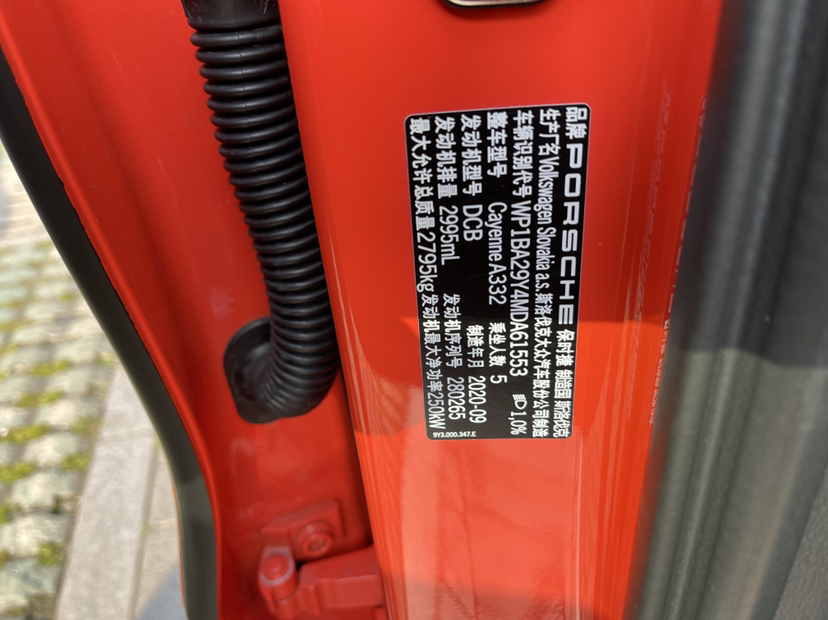 品牌 PORSCHE 保时捷 制造国 斯洛伐克
生产厂名 Volkswagen Slovakia a.s. 斯洛伐克大众汽车股份公司制造
车辆识别代号 WP1BA29Y4MDA61553 1,0%
整车型号 Cayenne A332 乘坐人数 5
发动机型号 DCB 制造年月 2020-09
发动机排量 2995mL 发动机序列号 280265
最大允许总质量 2795kg 发动机最大净功率 250kW
9Y3.000.347.E